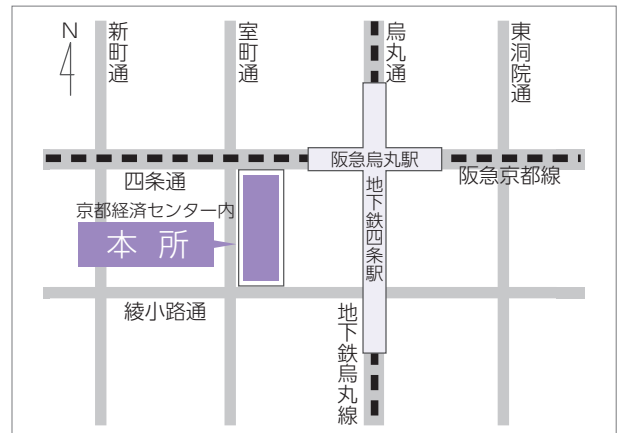 N
新町通
室町通
烏丸通
東洞院通
阪急烏丸駅
四条通
阪急京都線
京都経済センター内
本所
地下鉄四条駅
綾小路通
地下鉄烏丸線